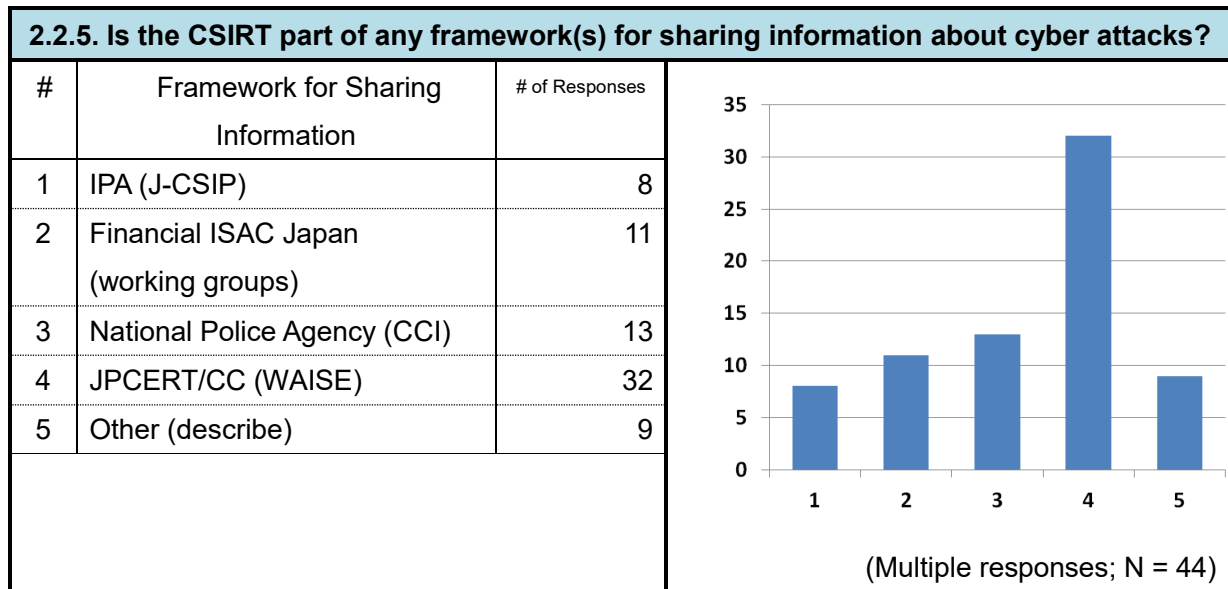 2.2.5. Is the CSIRT part of any framework(s) for sharing information about cyber attacks?
# Framework for Sharing Information # of Responses
1 IPA (J-CSIP) 8
2 Financial ISAC Japan (working groups) 11
3 National Police Agency (CCI) 13
4 JPCERT/CC (WAISE) 32
5 Other (describe) 9
35
30
25
20
15
10
5
0
1 2 3 4 5
(Multiple responses; N = 44)